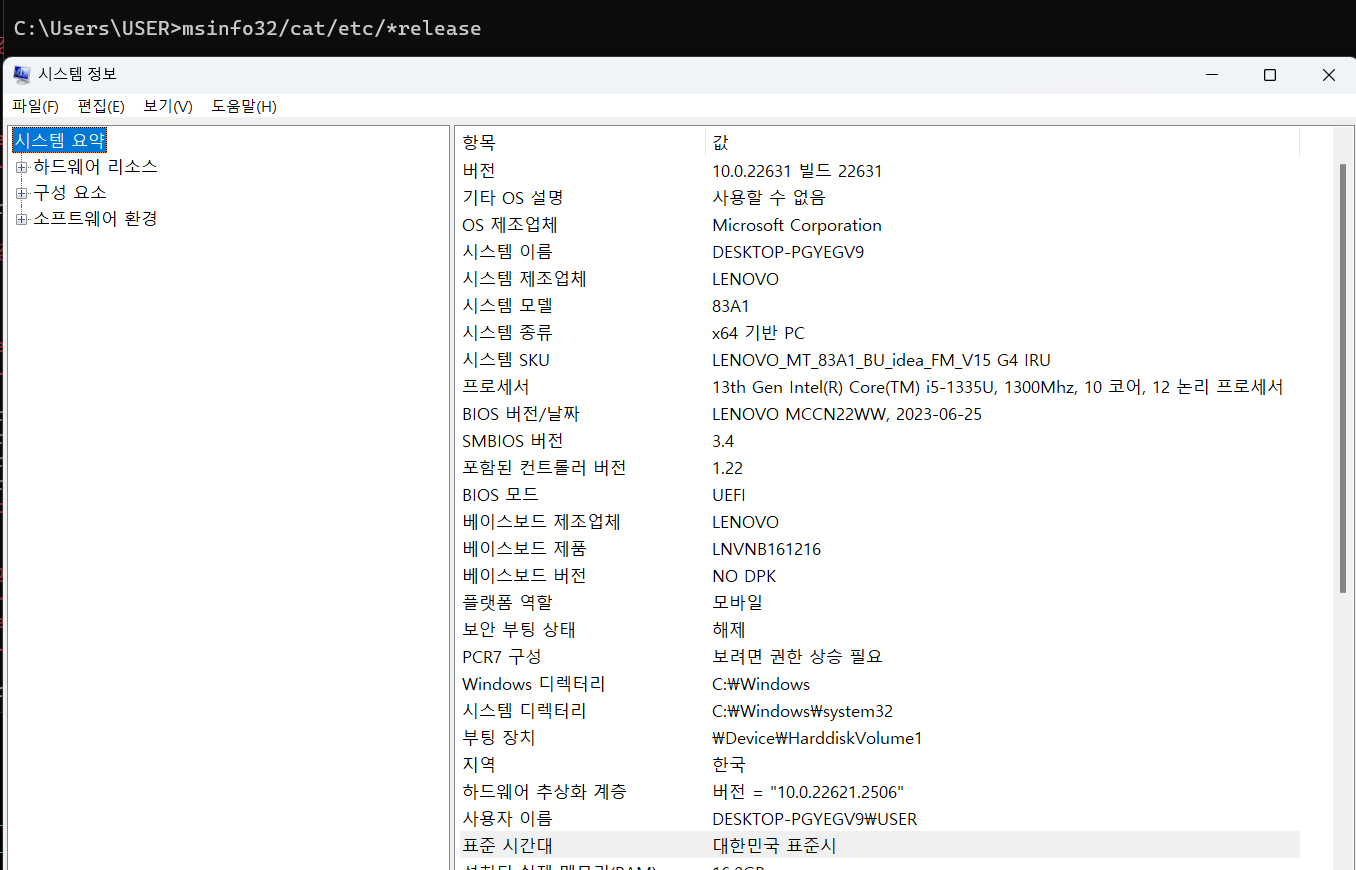 C:\Users\USER>msinfo32/cat/etc/*release
시스템 정보
파일(F) 편집(E) 보기(V) 도움말(H)
시스템 요약
하드웨어 리소스
구성 요소
소프트웨어 환경
항목 값
버전 10.0.22631 빌드 22631
기타 OS 설명 사용할 수 없음
OS 제조업체 Microsoft Corporation
시스템 이름 DESKTOP-PGYEGV9
시스템 제조업체 LENOVO
시스템 모델 83A1
시스템 종류 x64 기반 PC
시스템 SKU LENOVO_MT_83A1_BU_idea_FM_V15 G4 IRU
프로세서 13th Gen Intel(R) Core(TM) i5-1335U, 1300Mhz, 10 코어, 12 논리 프로세서
BIOS 버전/날짜 LENOVO MCCN22WW, 2023-06-25
SMBIOS 버전 3.4
포함된 컨트롤러 버전 1.22
BIOS 모드 UEFI
베이스보드 제조업체 LENOVO
베이스보드 제품 LNVNB161216
베이스보드 버전 NO DPK
플랫폼 역할 모바일
보안 부팅 상태 해제
PCR7 구성 보려면 권한 상승 필요
Windows 디렉터리 C:₩Windows
시스템 디렉터리 C:₩Windows₩system32
부팅 장치 ₩Device₩HarddiskVolume1
지역 한국
하드웨어 추상화 계층 버전 = "10.0.22621.2506"
사용자 이름 DESKTOP-PGYEGV9₩USER
표준 시간대 대한민국 표준시